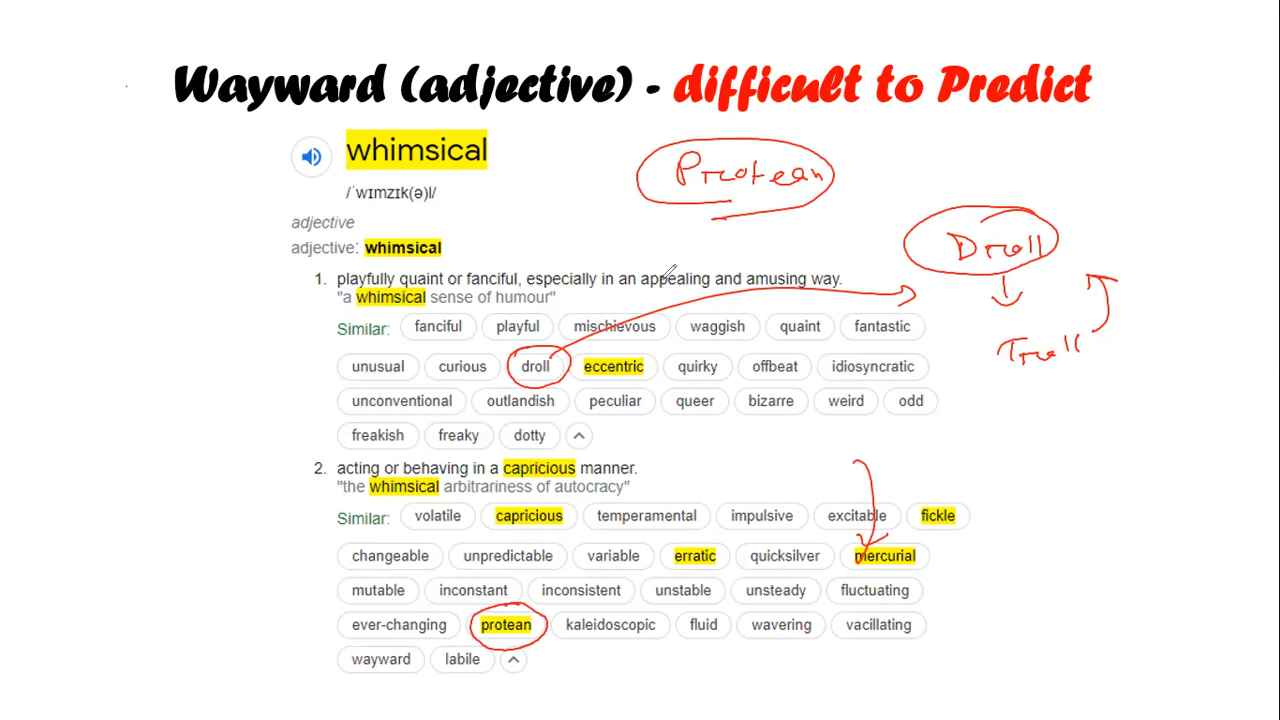 Wayward (adjective) - difficult to Predict
whimsical
Protean
/ˈwɪmzɪk(ə)l/
adjective
adjective: whimsical
Droll
1. playfully quaint or fanciful, especially in an appealing and amusing way.
"a whimsical sense of humour"
Similar: fanciful playful mischievous waggish quaint fantastic
Troll
unusual curious droll eccentric quirky offbeat idiosyncratic
unconventional outlandish peculiar queer bizarre weird odd
freakish freaky dotty
2. acting or behaving in a capricious manner.
"the whimsical arbitrariness of autocracy"
Similar: volatile capricious temperamental impulsive excitable fickle
changeable unpredictable variable erratic quicksilver mercurial
mutable inconstant inconsistent unstable unsteady fluctuating
ever-changing protean kaleidoscopic fluid wavering vacillating
wayward labile